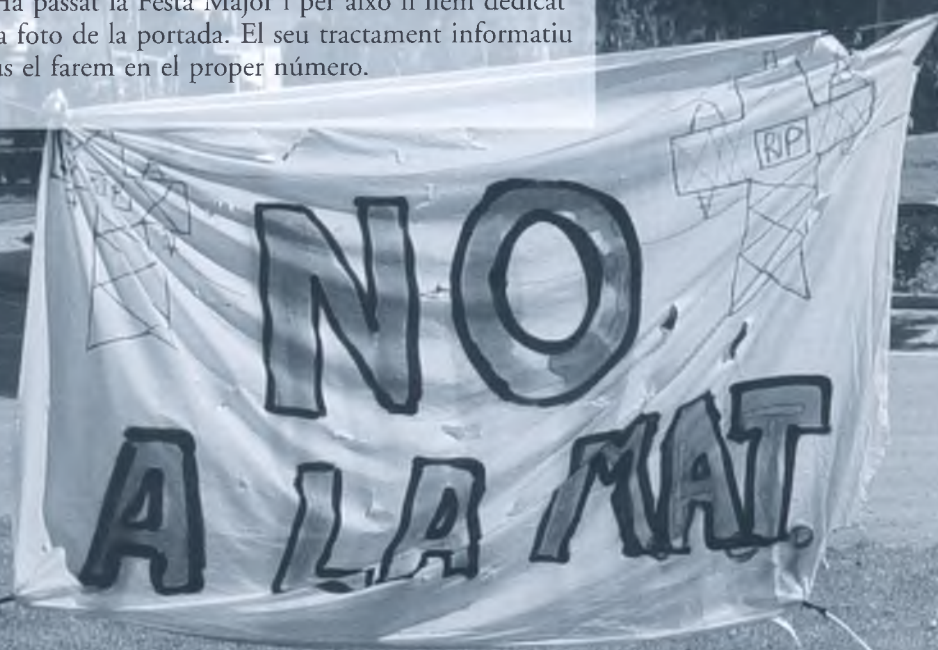 Ha passat la Festa Major i per això li hem dedicat
a foto de la portada. El seu tractament informatiu
us el farem en el proper número.
RIP
NO
A LA MAT.